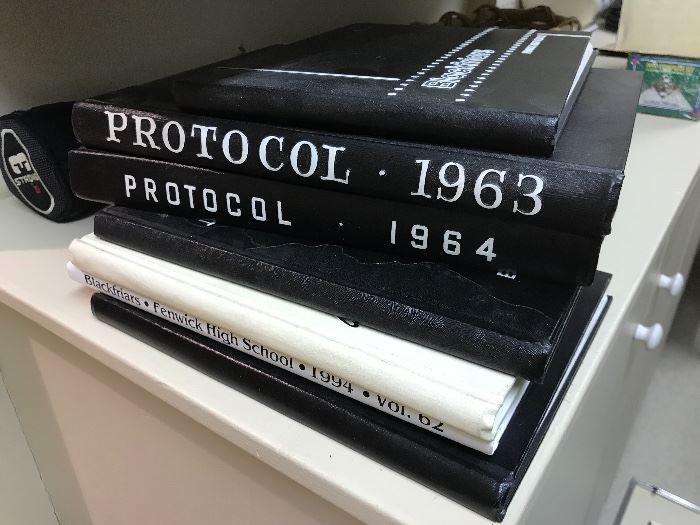 PROTOCOL · 1963
PROTOCOL · 1964
Blackfriars • Fenwick High School • 1994 • Vol. 62